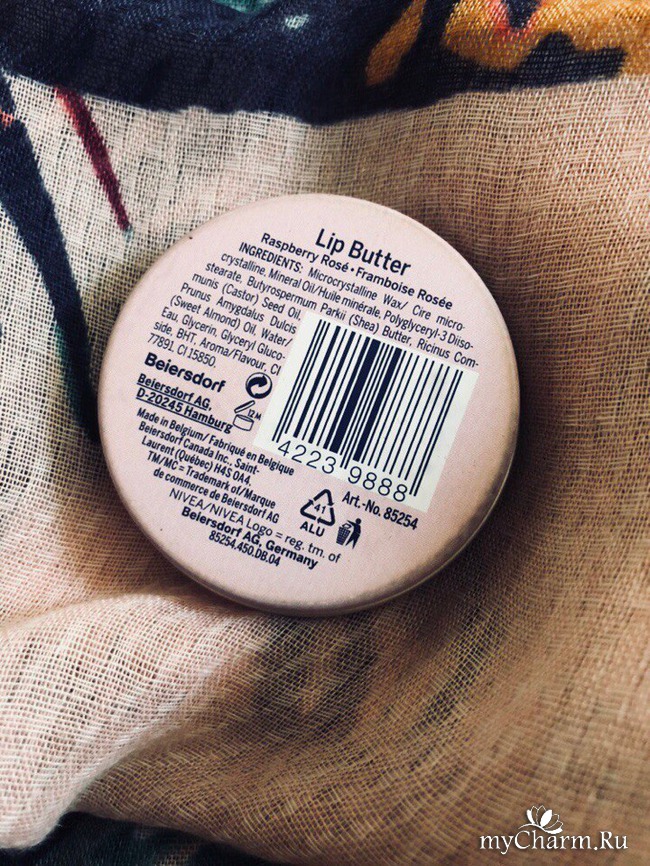 Lip Butter
Raspberry Rosé • Framboise Rosée
INGREDIENTS: Microcrystalline Wax/ Cire micro-
crystalline, Mineral Oil/Huile minérale, Polyglyceryl-3 Diiso-
stearate, Butyrospermum Parkii (Shea) Butter, Ricinus Com-
munis (Castor) Seed Oil,
Prunus Amygdalus Dulcis
(Sweet Almond) Oil, Water/
Eau, Glycerin, Glyceryl Gluco-
side, BHT, Aroma/Flavour, CI
77891, CI 15850.
Beiersdorf
Beiersdorf AG,
D-20245 Hamburg
12M
Made in Belgium/ Fabriqué en Belgique
Beiersdorf Canada Inc., Saint-
Laurent (Québec) H4S 0A4.
TM/MC = Trademark of/Marque
de commerce de Beiersdorf AG
NIVEA/NIVEA Logo = reg. tm. of
Beiersdorf AG, Germany
85254.450.DB.04
4223 9888
Art.-No. 85254
41
ALU
myCharm.Ru